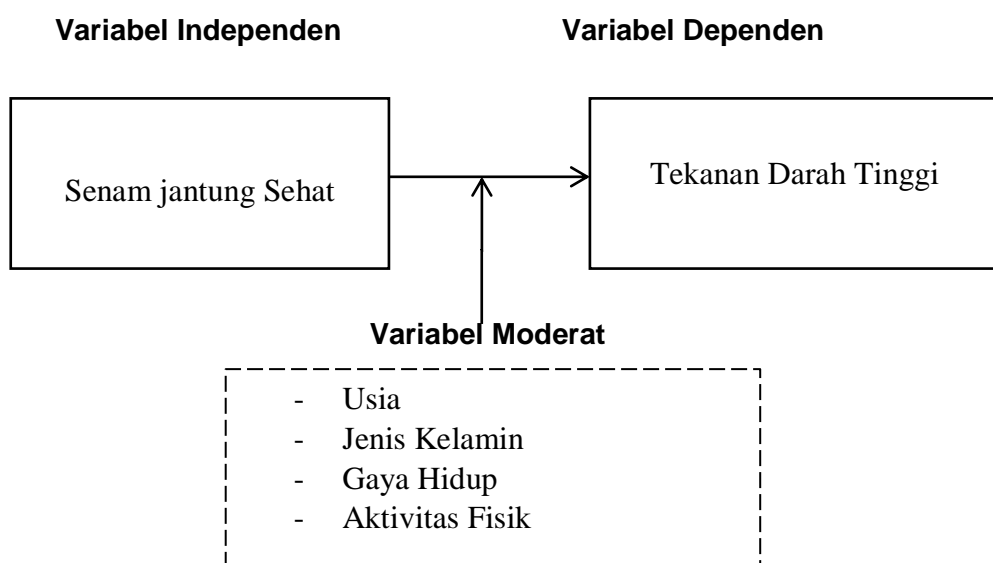 Variabel Independen Variabel Dependen
Senam jantung Sehat Tekanan Darah Tinggi
Variabel Moderat
- Usia
- Jenis Kelamin
- Gaya Hidup
- Aktivitas Fisik